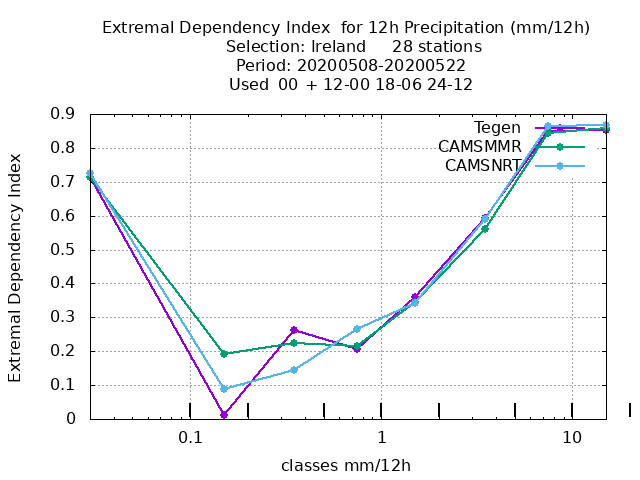 Extremal Dependency Index  for 12h Precipitation (mm/12h)
Selection: Ireland     28 stations
Period: 20200508-20200522
Used  00 + 12-00 18-06 24-12
Extremal Dependency Index
0.9
0.8
0.7
0.6
0.5
0.4
0.3
0.2
0.1
0
Tegen
CAMSMMR
CAMSNRT
0.1
1
10
classes mm/12h